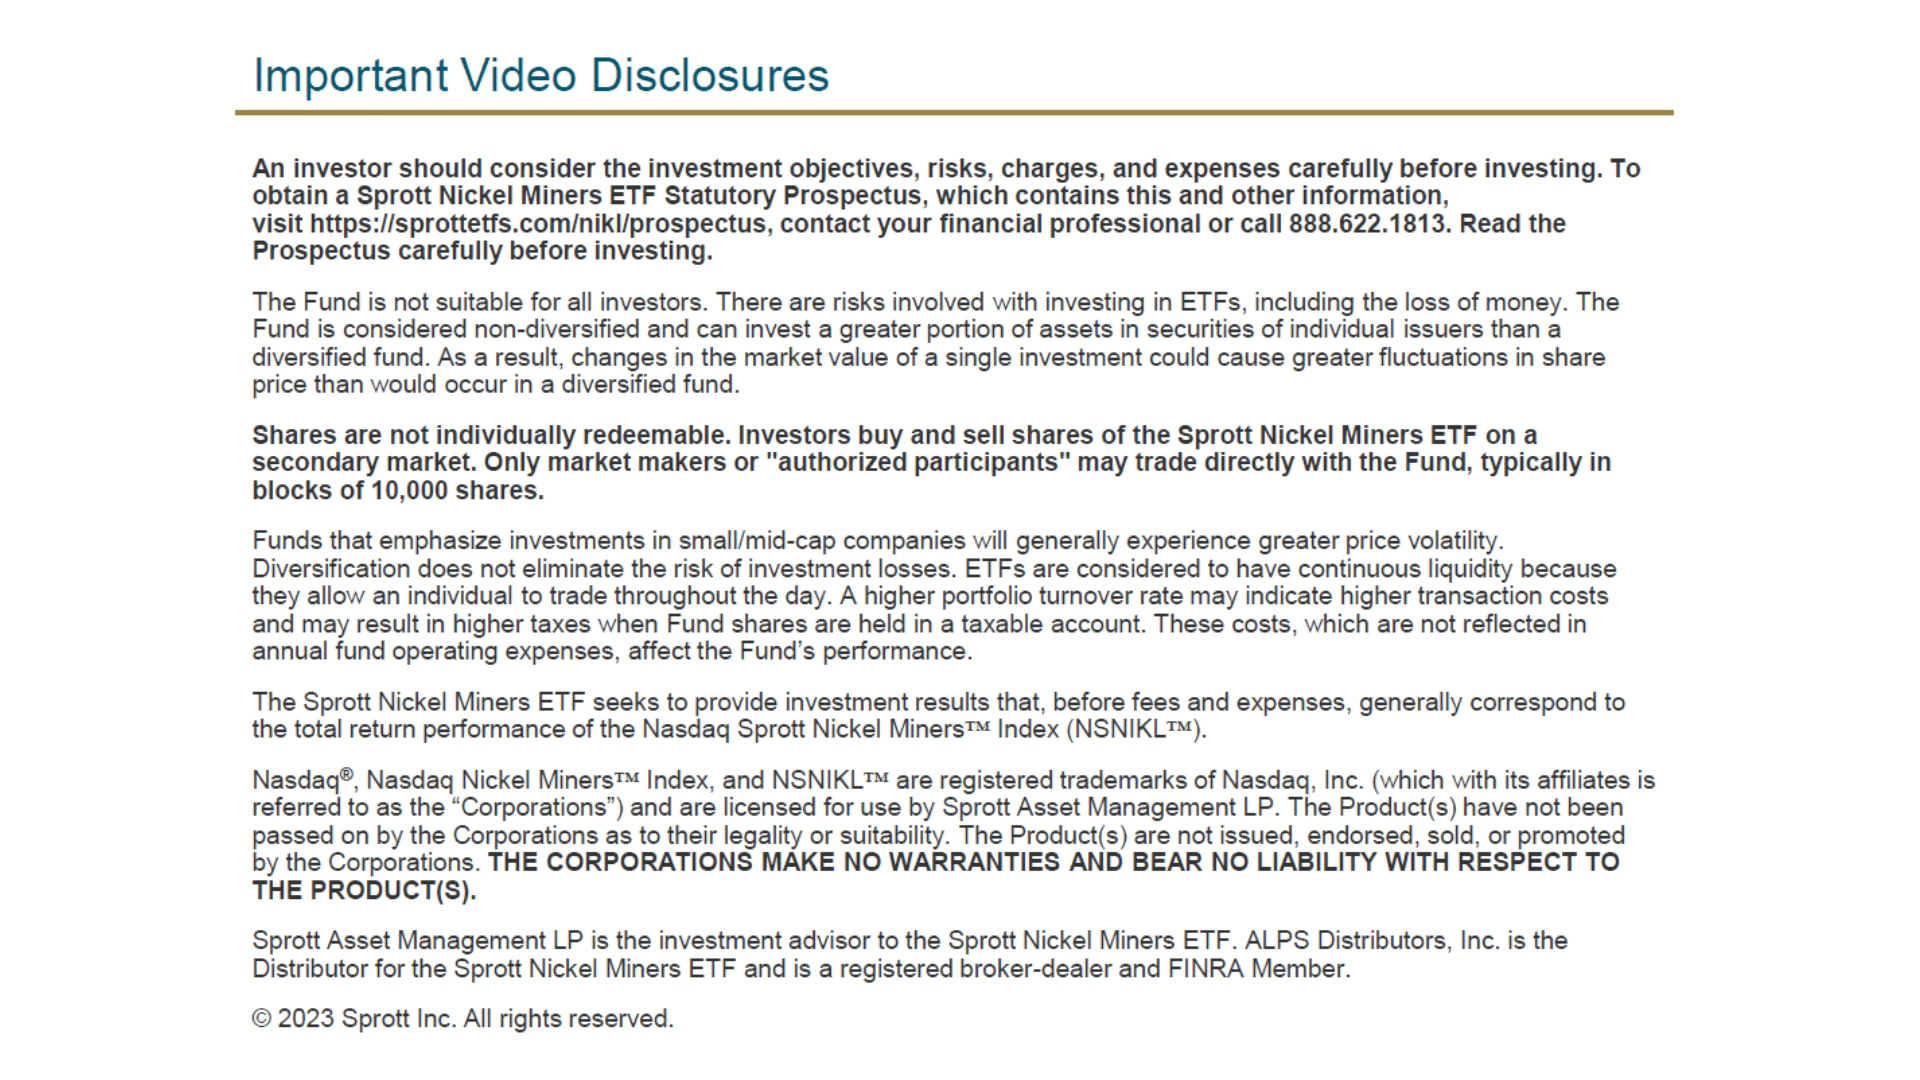 Important Video Disclosures
An investor should consider the investment objectives, risks, charges, and expenses carefully before investing. To
obtain a Sprott Nickel Miners ETF Statutory Prospectus, which contains this and other information,
visit https://sprottetfs.com/nikl/prospectus, contact your financial professional or call 888.622.1813. Read the
Prospectus carefully before investing.
The Fund is not suitable for all investors. There are risks involved with investing in ETFs, including the loss of money. The
Fund is considered non-diversified and can invest a greater portion of assets in securities of individual issuers than a
diversified fund. As a result, changes in the market value of a single investment could cause greater fluctuations in share
price than would occur in a diversified fund.
Shares are not individually redeemable. Investors buy and sell shares of the Sprott Nickel Miners ETF on a
secondary market. Only market makers or "authorized participants" may trade directly with the Fund, typically in
blocks of 10,000 shares.
Funds that emphasize investments in small/mid-cap companies will generally experience greater price volatility.
Diversification does not eliminate the risk of investment losses. ETFs are considered to have continuous liquidity because
they allow an individual to trade throughout the day. A higher portfolio turnover rate may indicate higher transaction costs
and may result in higher taxes when Fund shares are held in a taxable account. These costs, which are not reflected in
annual fund operating expenses, affect the Fund’s performance.
The Sprott Nickel Miners ETF seeks to provide investment results that, before fees and expenses, generally correspond to
the total return performance of the Nasdaq Sprott Nickel Miners™ Index (NSNIKL™).
Nasdaq®, Nasdaq Nickel Miners™ Index, and NSNIKL™ are registered trademarks of Nasdaq, Inc. (which with its affiliates is
referred to as the “Corporations”) and are licensed for use by Sprott Asset Management LP. The Product(s) have not been
passed on by the Corporations as to their legality or suitability. The Product(s) are not issued, endorsed, sold, or promoted
by the Corporations. THE CORPORATIONS MAKE NO WARRANTIES AND BEAR NO LIABILITY WITH RESPECT TO
THE PRODUCT(S).
Sprott Asset Management LP is the investment advisor to the Sprott Nickel Miners ETF. ALPS Distributors, Inc. is the
Distributor for the Sprott Nickel Miners ETF and is a registered broker-dealer and FINRA Member.
© 2023 Sprott Inc. All rights reserved.